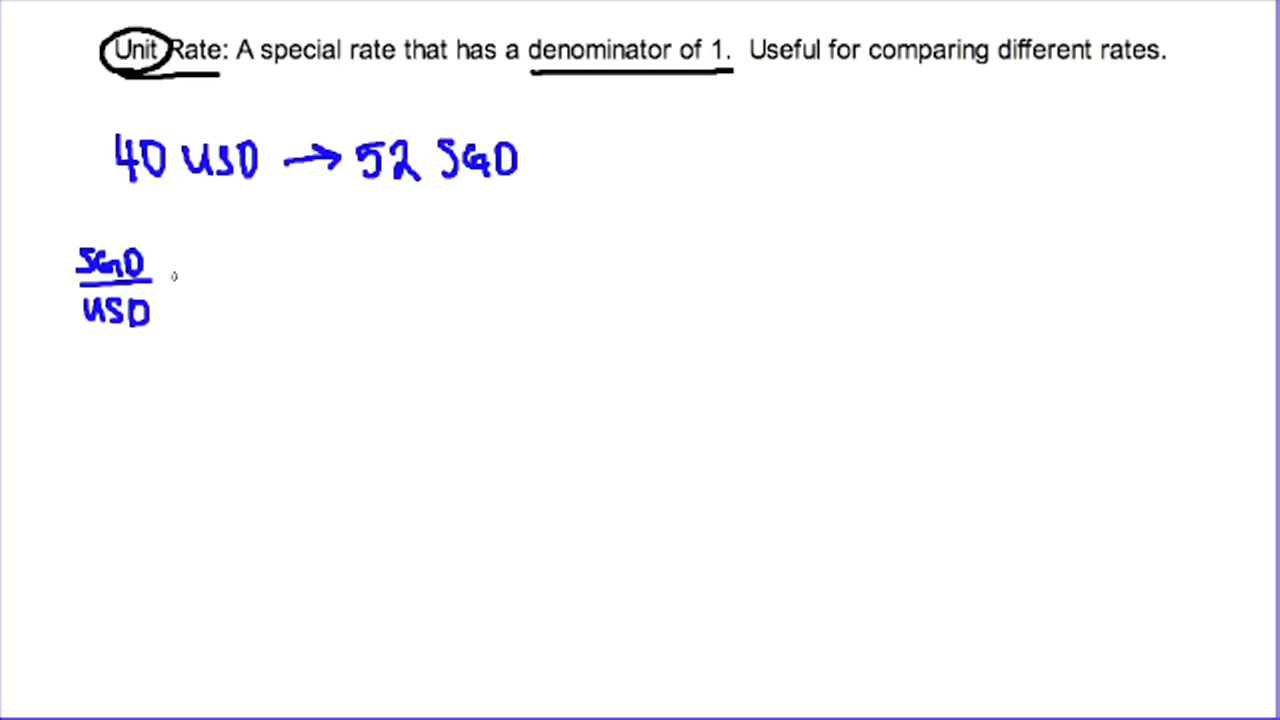 Unit Rate: A special rate that has a denominator of 1. Useful for comparing different rates.
40 USD → 52 SGD
SGD
USD